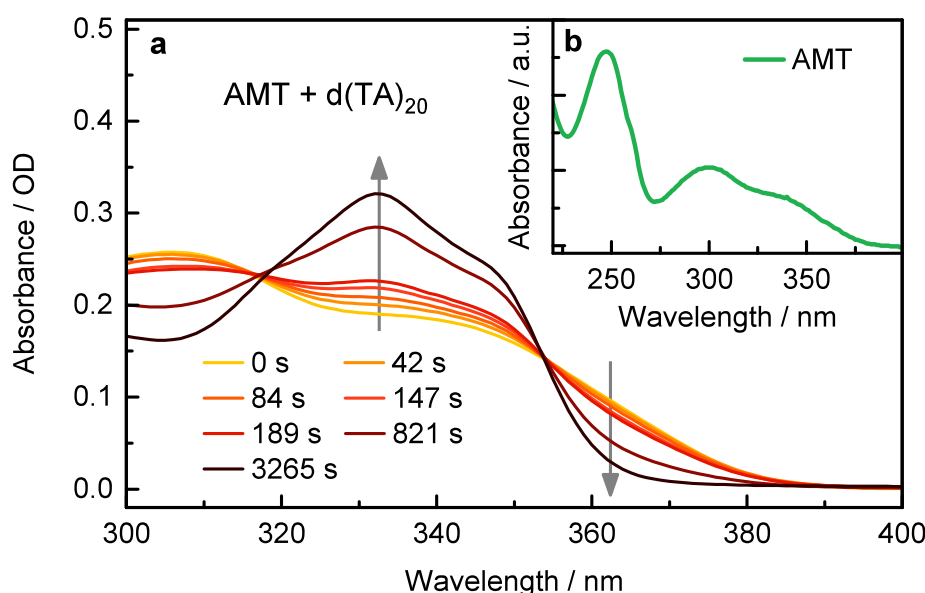 a
AMT + d(TA)20
0.5
0.4
0.3
0.2
0.1
0.0
Absorbance / OD
0 s
42 s
84 s
147 s
189 s
821 s
3265 s
300
320
340
360
380
400
Wavelength / nm
b
AMT
Absorbance / a.u.
250
300
350
Wavelength / nm